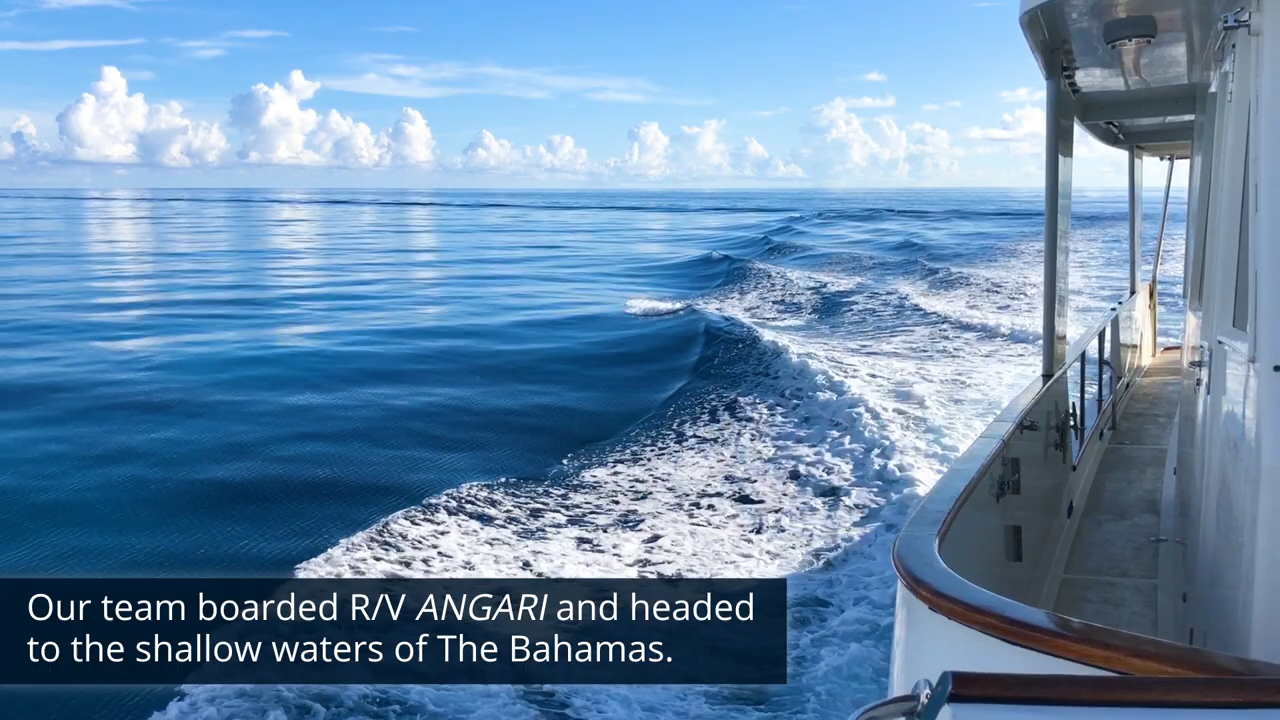 Our team boarded R/V ANGARI and headed
to the shallow waters of The Bahamas.